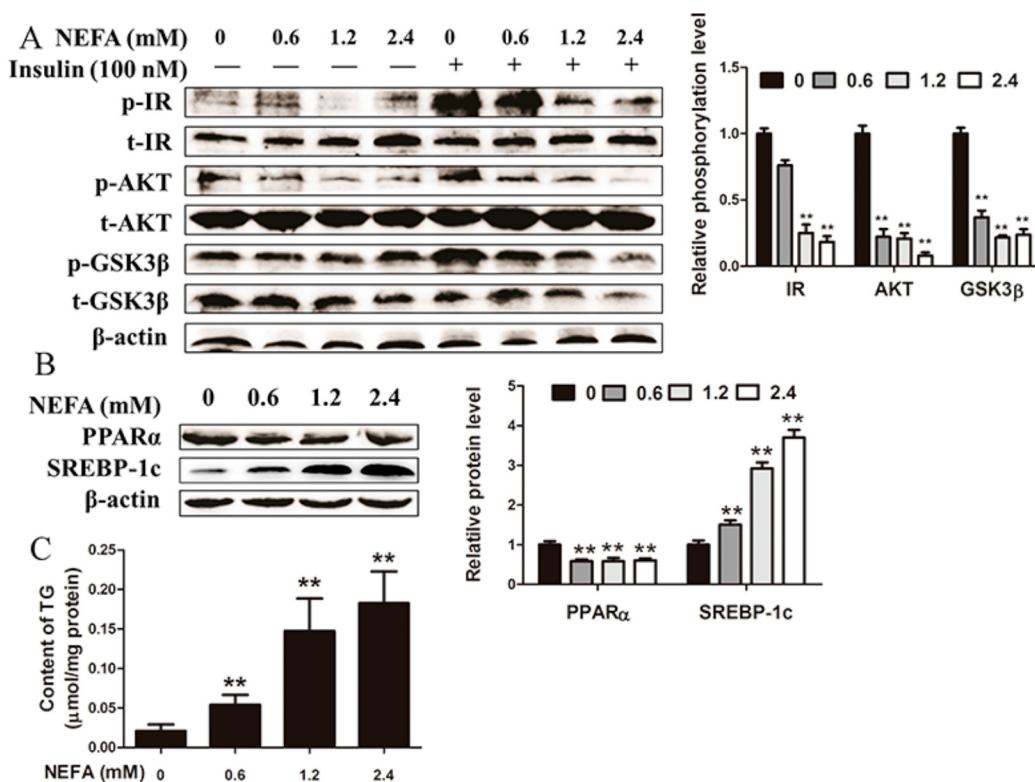 A
NEFA (mM) 0 0.6 1.2 2.4 0 0.6 1.2 2.4
Insulin (100 nM) — — — — + + + +
p-IR
t-IR
p-AKT
t-AKT
p-GSK3β
t-GSK3β
β-actin
Relatilve phosphorylation level
0 0.6 1.2 2.4
1.0
0.5
0.0
** ** ** ** ** ** ** **
IR AKT GSK3β
B
NEFA (mM) 0 0.6 1.2 2.4
PPARα
SREBP-1c
β-actin
Relatilve protein level
0 0.6 1.2 2.4
5
4
3
2
1
0
** ** ** ** ** **
PPARα SREBP-1c
C
Content of TG
(μmol/mg protein)
0.25
0.20
0.15
0.10
0.05
0.00
** ** **
NEFA (mM) 0 0.6 1.2 2.4